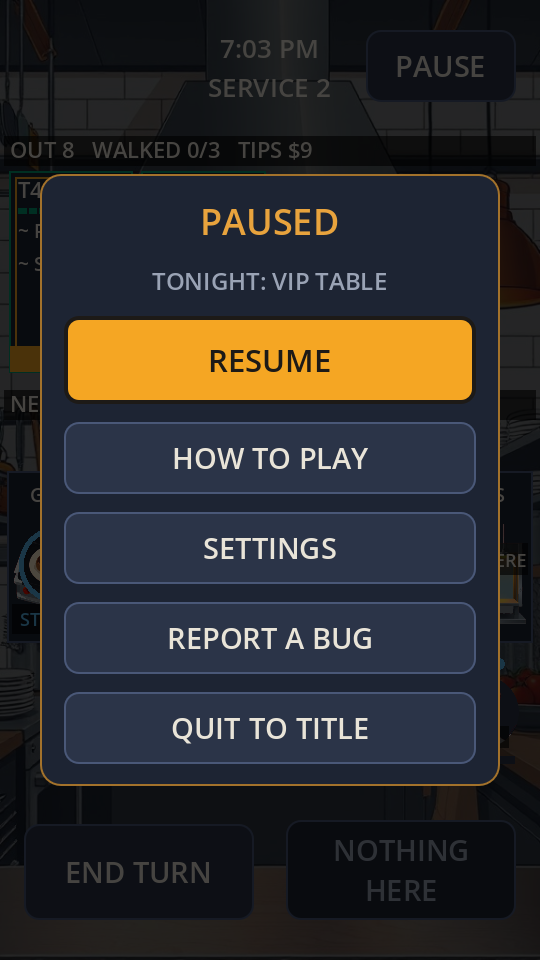 7:03 PM
SERVICE 2
PAUSE
OUT 8 WALKED 0/3 TIPS $9
T4
PAUSED
TONIGHT: VIP TABLE
RESUME
HOW TO PLAY
SETTINGS
REPORT A BUG
QUIT TO TITLE
END TURN
NOTHING
HERE